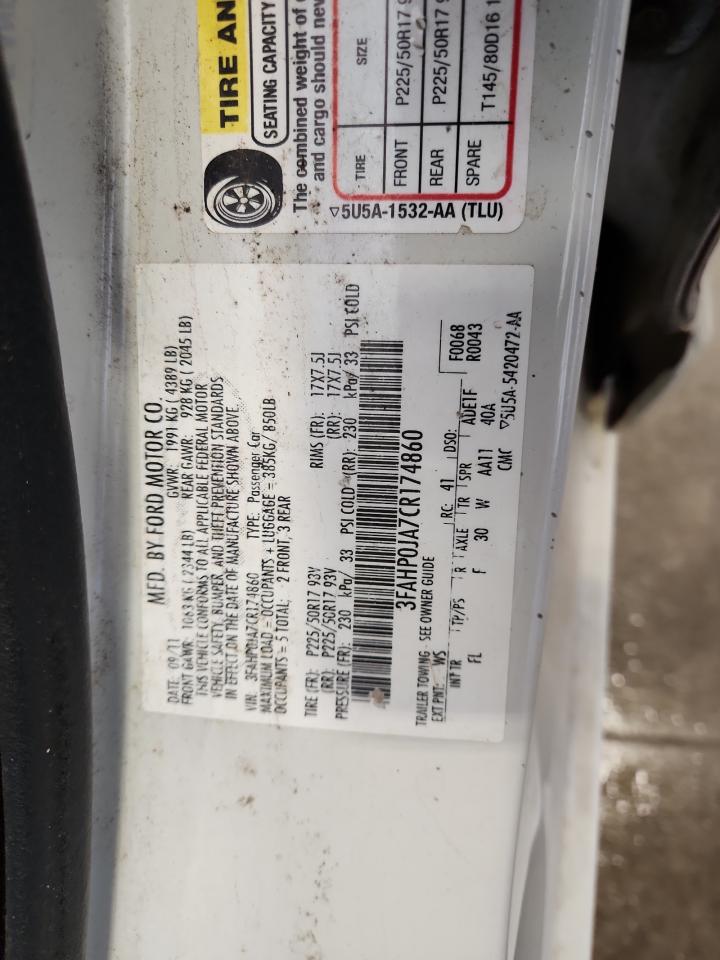 TIRE AN
SEATING CAPACITY
The combined weight of
and cargo should nev
TIRE SIZE
FRONT P225/50R17 9
REAR P225/50R17 9
SPARE T145/80D16 1
▽5U5A-1532-AA (TLU)
MFD. BY FORD MOTOR CO.
DATE: 09/11 GVWR: 1991 KG ( 4389 LB)
FRONT GAWR: 1063 KG ( 2344 LB) REAR GAWR: 928 KG ( 2045 LB)
THIS VEHICLE CONFORMS TO ALL APPLICABLE FEDERAL MOTOR
VEHICLE SAFETY, BUMPER, AND THEFT PREVENTION STANDARDS
IN EFFECT ON THE DATE OF MANUFACTURE SHOWN ABOVE.
VIN: 3FAHP0JA7CR174860 TYPE: Passenger Car
MAXIMUM LOAD = OCCUPANTS + LUGGAGE = 385KG/ 850LB
OCCUPANTS = 5 TOTAL; 2 FRONT, 3 REAR
TIRE (FR): P225/50R17 93V RIMS (FR): 17X7.5J
(RR): P225/50R17 93V (RR): 17X7.5J
PRESSURE (FR): 230 kPa/ 33 PSI COLD (RR): 230 kPa/ 33 PSI COLD
3FAHP0JA7CR174860
TRAILER TOWING - SEE OWNER GUIDE
EXT PNT: WS RC: 41 DSO: F006B
R0043
INT TR TP/PS R AXLE TR SPR ADE1F
FL F 30 W AA11 40A
CMC ▽5U5A-5420472-AA